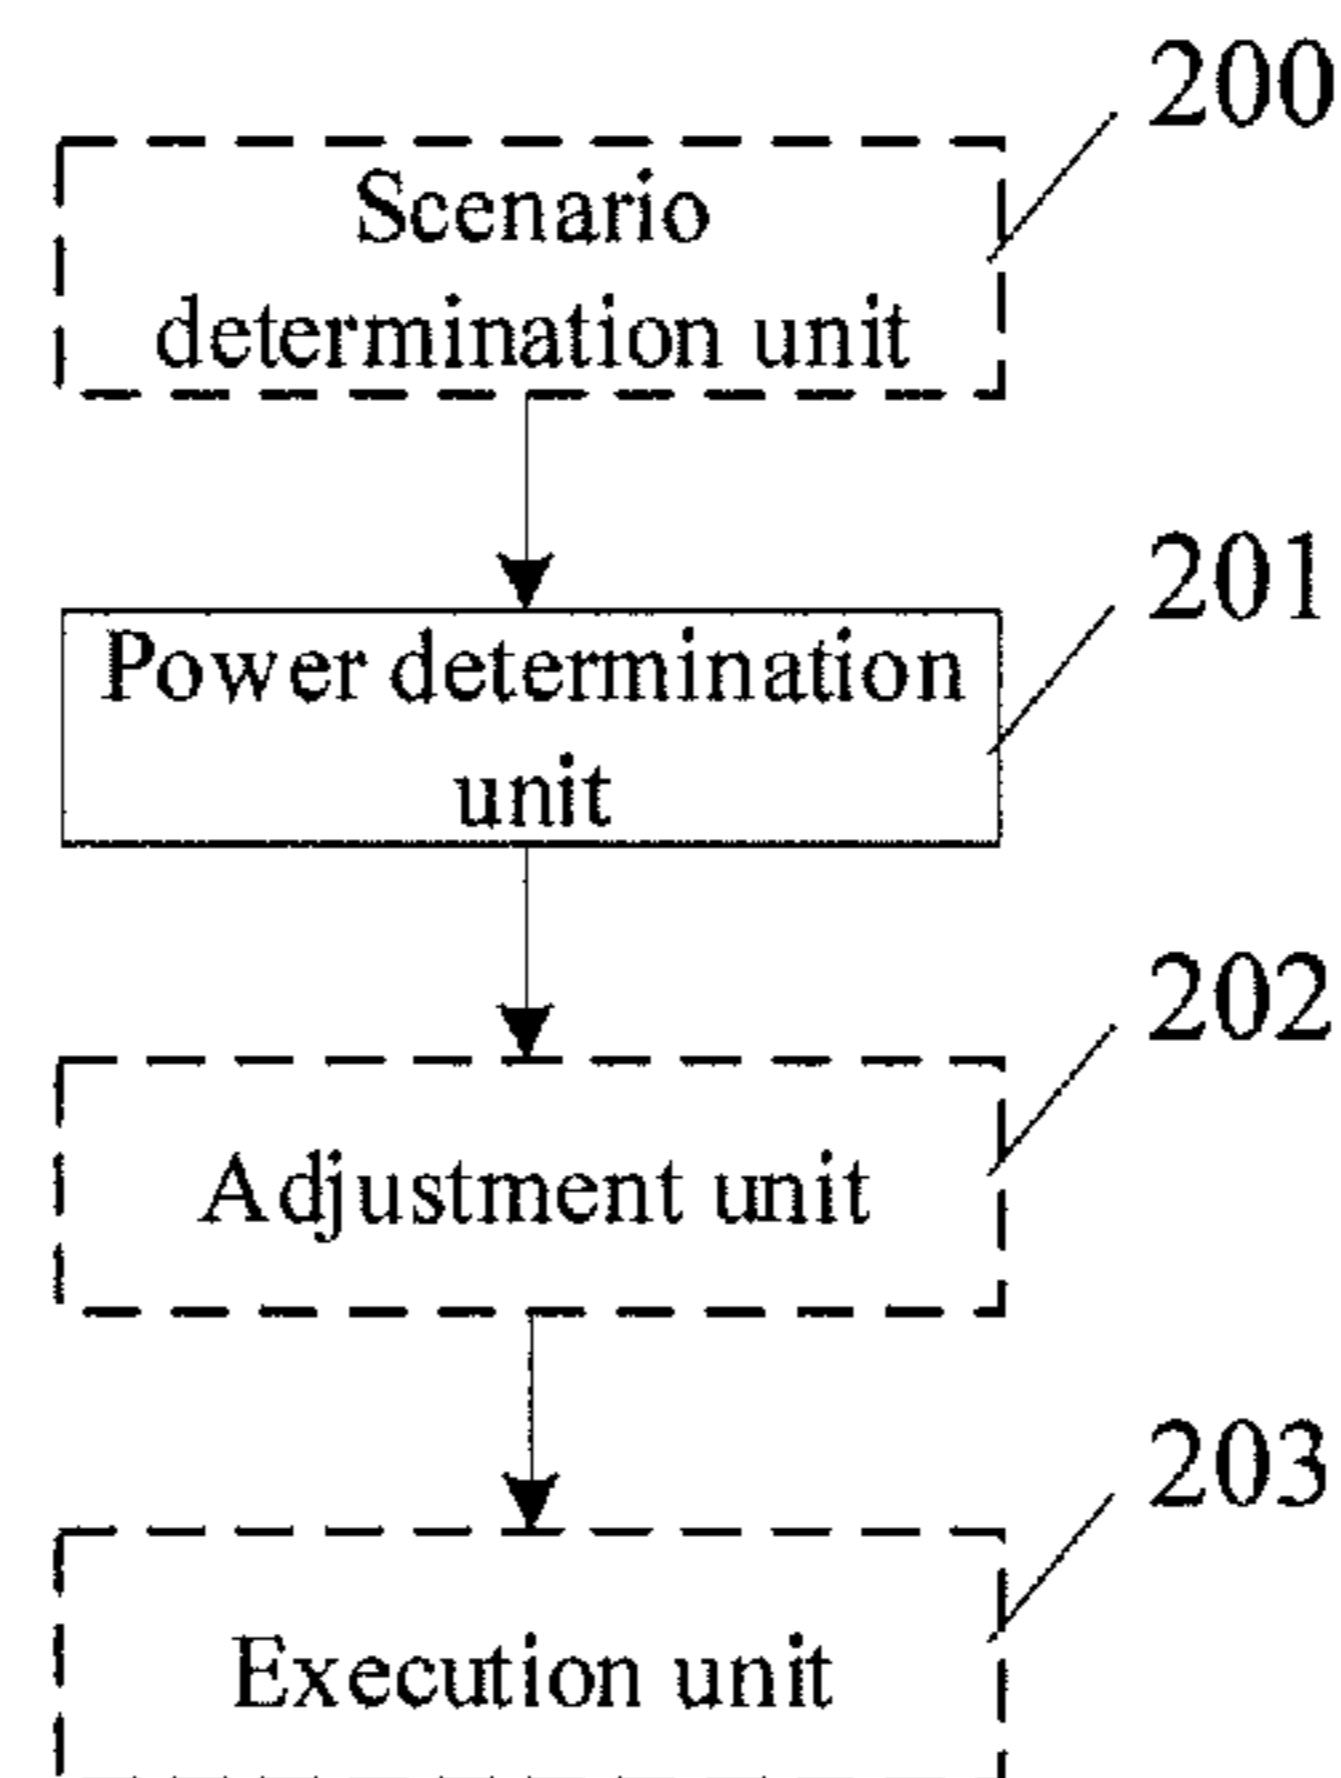 200
Scenario
determination unit
201
Power determination
unit
202
Adjustment unit
203
Execution unit